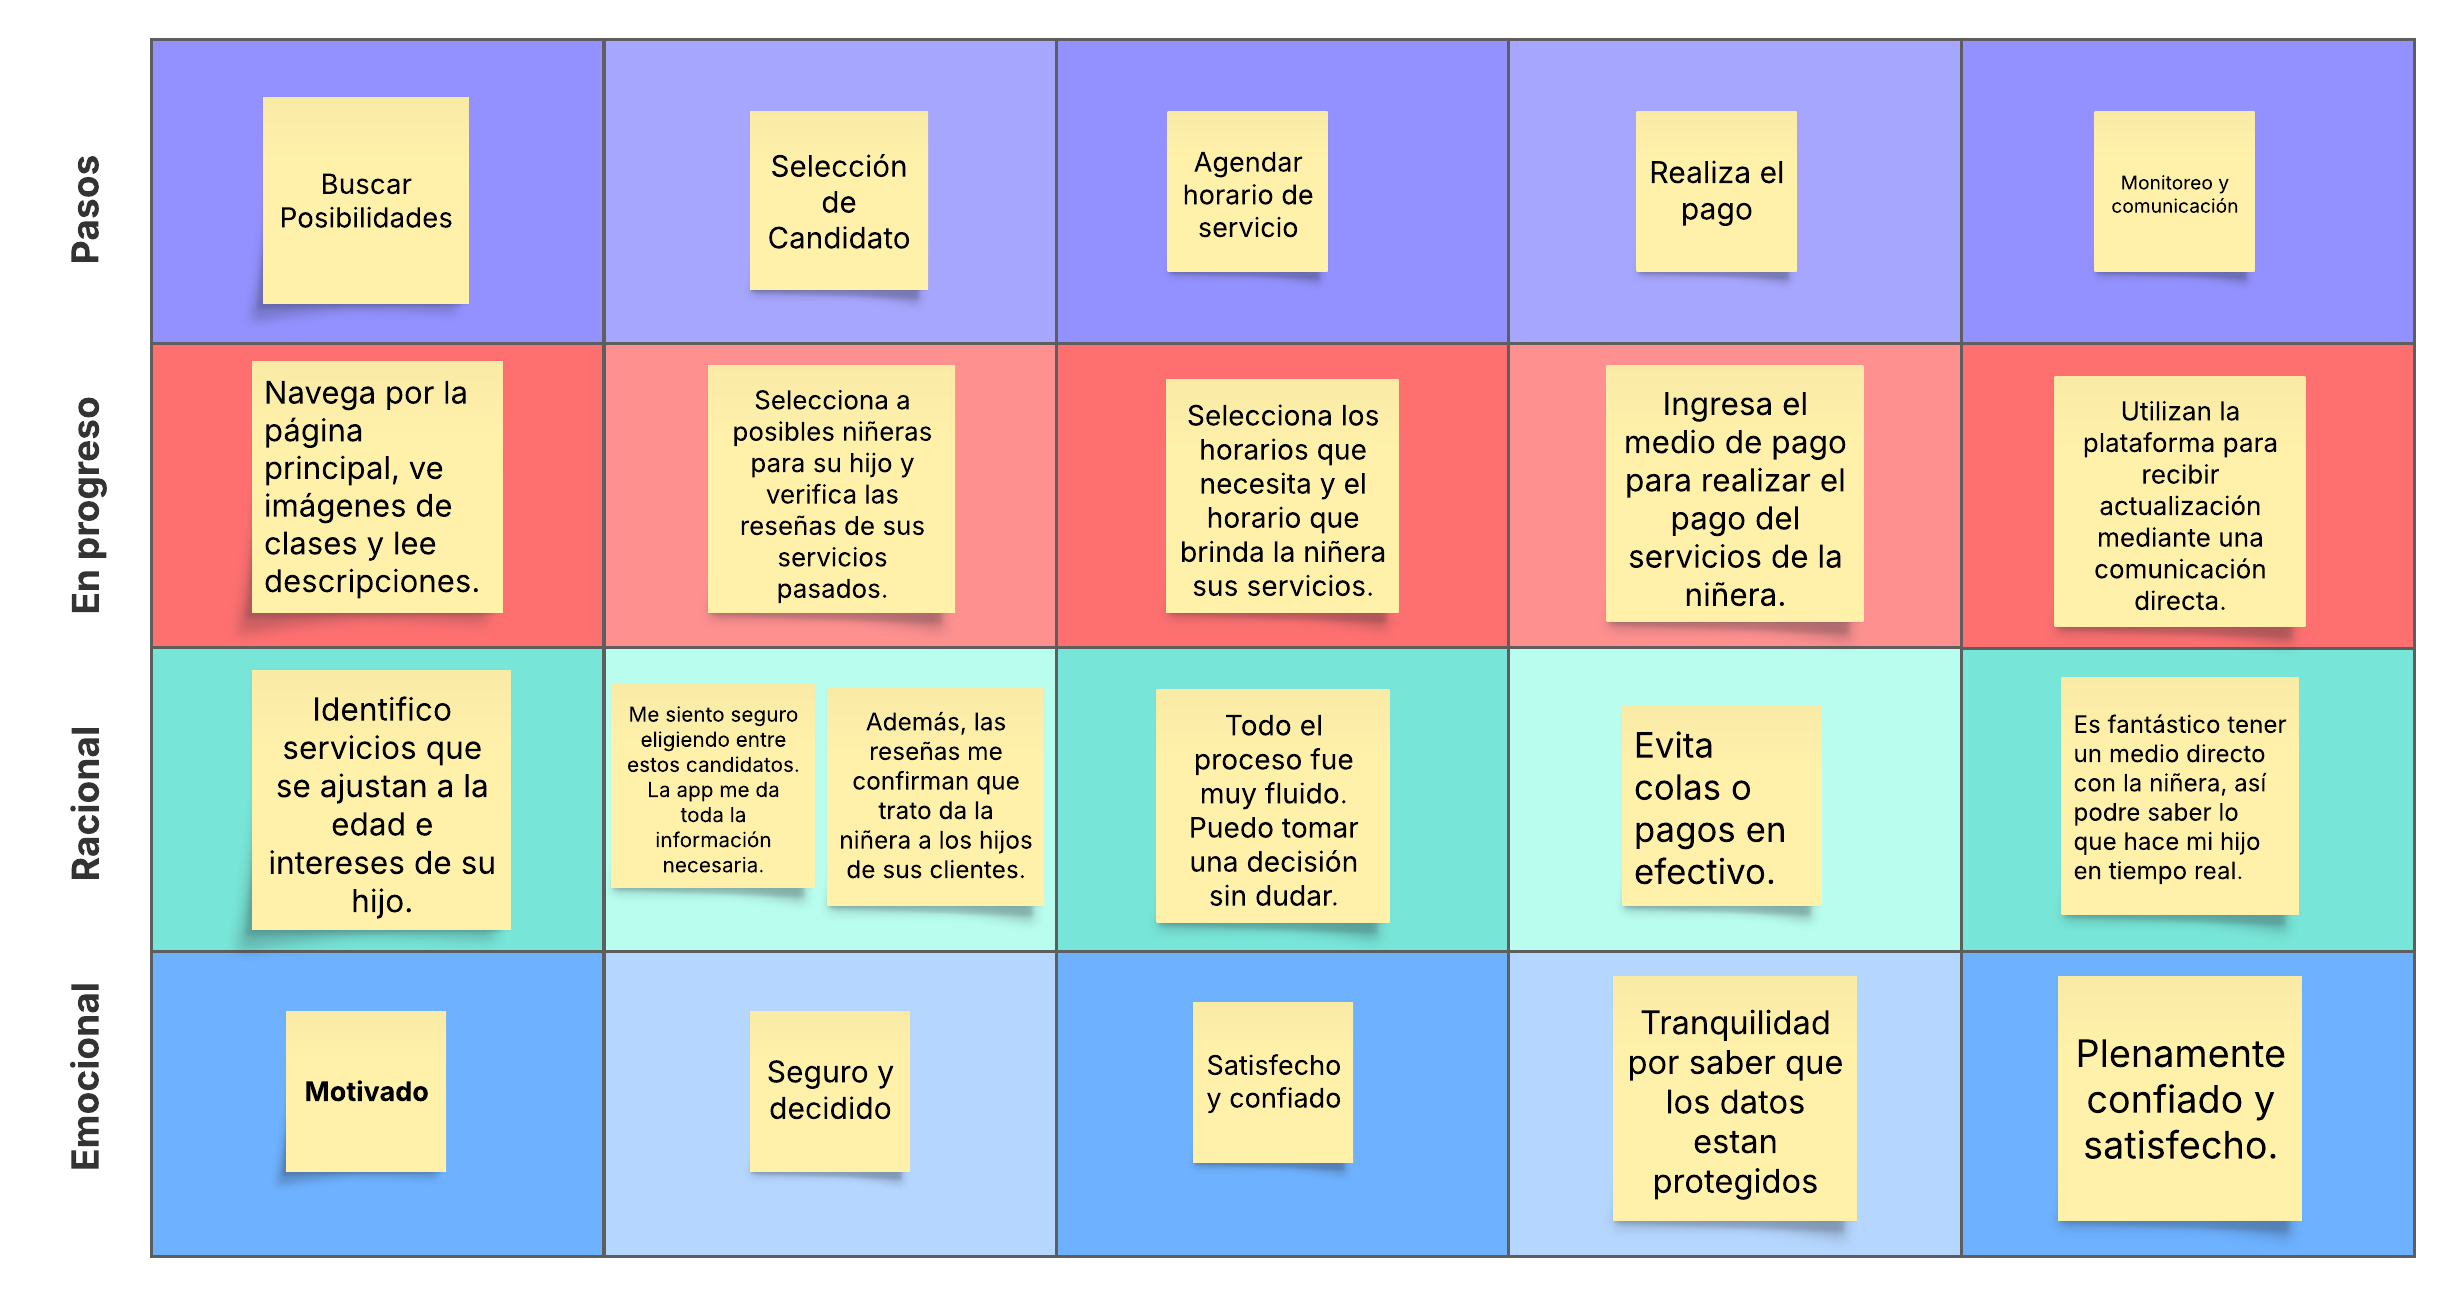 Pasos
Buscar
Posibilidades
Selección
de
Candidato
Agendar
horario de
servicio
Realiza el
pago
Monitoreo y
comunicación
En progreso
Navega por la
página
principal, ve
imágenes de
clases y lee
descripciones.
Selecciona a
posibles niñeras
para su hijo y
verifica las
reseñas de sus
servicios
pasados.
Selecciona los
horarios que
necesita y el
horario que
brinda la niñera
sus servicios.
Ingresa el
medio de pago
para realizar el
pago del
servicios de la
niñera.
Utilizan la
plataforma para
recibir
actualización
mediante una
comunicación
directa.
Racional
Identifico
servicios que
se ajustan a la
edad e
intereses de su
hijo.
Me siento seguro
eligiendo entre
estos candidatos.
La app me da
toda la
información
necesaria.
Además, las
reseñas me
confirman que
trato da la
niñera a los hijos
de sus clientes.
Todo el
proceso fue
muy fluido.
Puedo tomar
una decisión
sin dudar.
Evita
colas o
pagos en
efectivo.
Es fantástico tener
un medio directo
con la niñera, así
podre saber lo
que hace mi hijo
en tiempo real.
Emocional
Motivado
Seguro y
decidido
Satisfecho
y confiado
Tranquilidad
por saber que
los datos
estan
protegidos
Plenamente
confiado y
satisfecho.